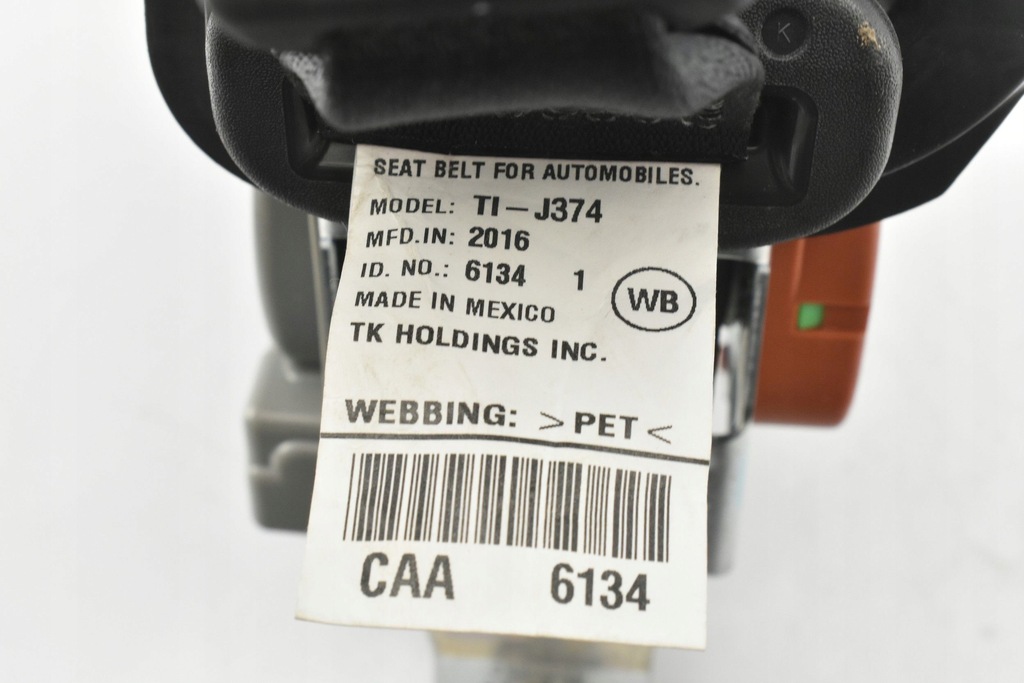 K
SEAT BELT FOR AUTOMOBILES.
MODEL: TI-J374
MFD.IN: 2016
ID. NO.: 6134 1
WB
MADE IN MEXICO
TK HOLDINGS INC.
WEBBING: >PET<
CAA 6134